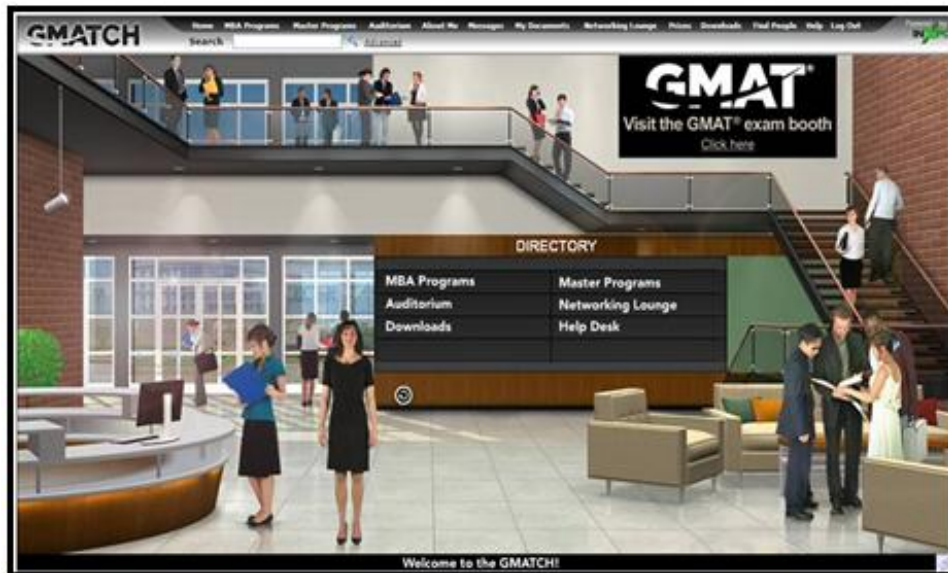 GMATCH
Home MBA Programs Master Programs Auditorium About Me Messages My Documents Networking Lounge Prizes Downloads Find People Help Log Out
Search Advanced
GMAT®
Visit the GMAT® exam booth
Click here
DIRECTORY
MBA Programs Master Programs
Auditorium Networking Lounge
Downloads Help Desk
Welcome to the GMATCH!